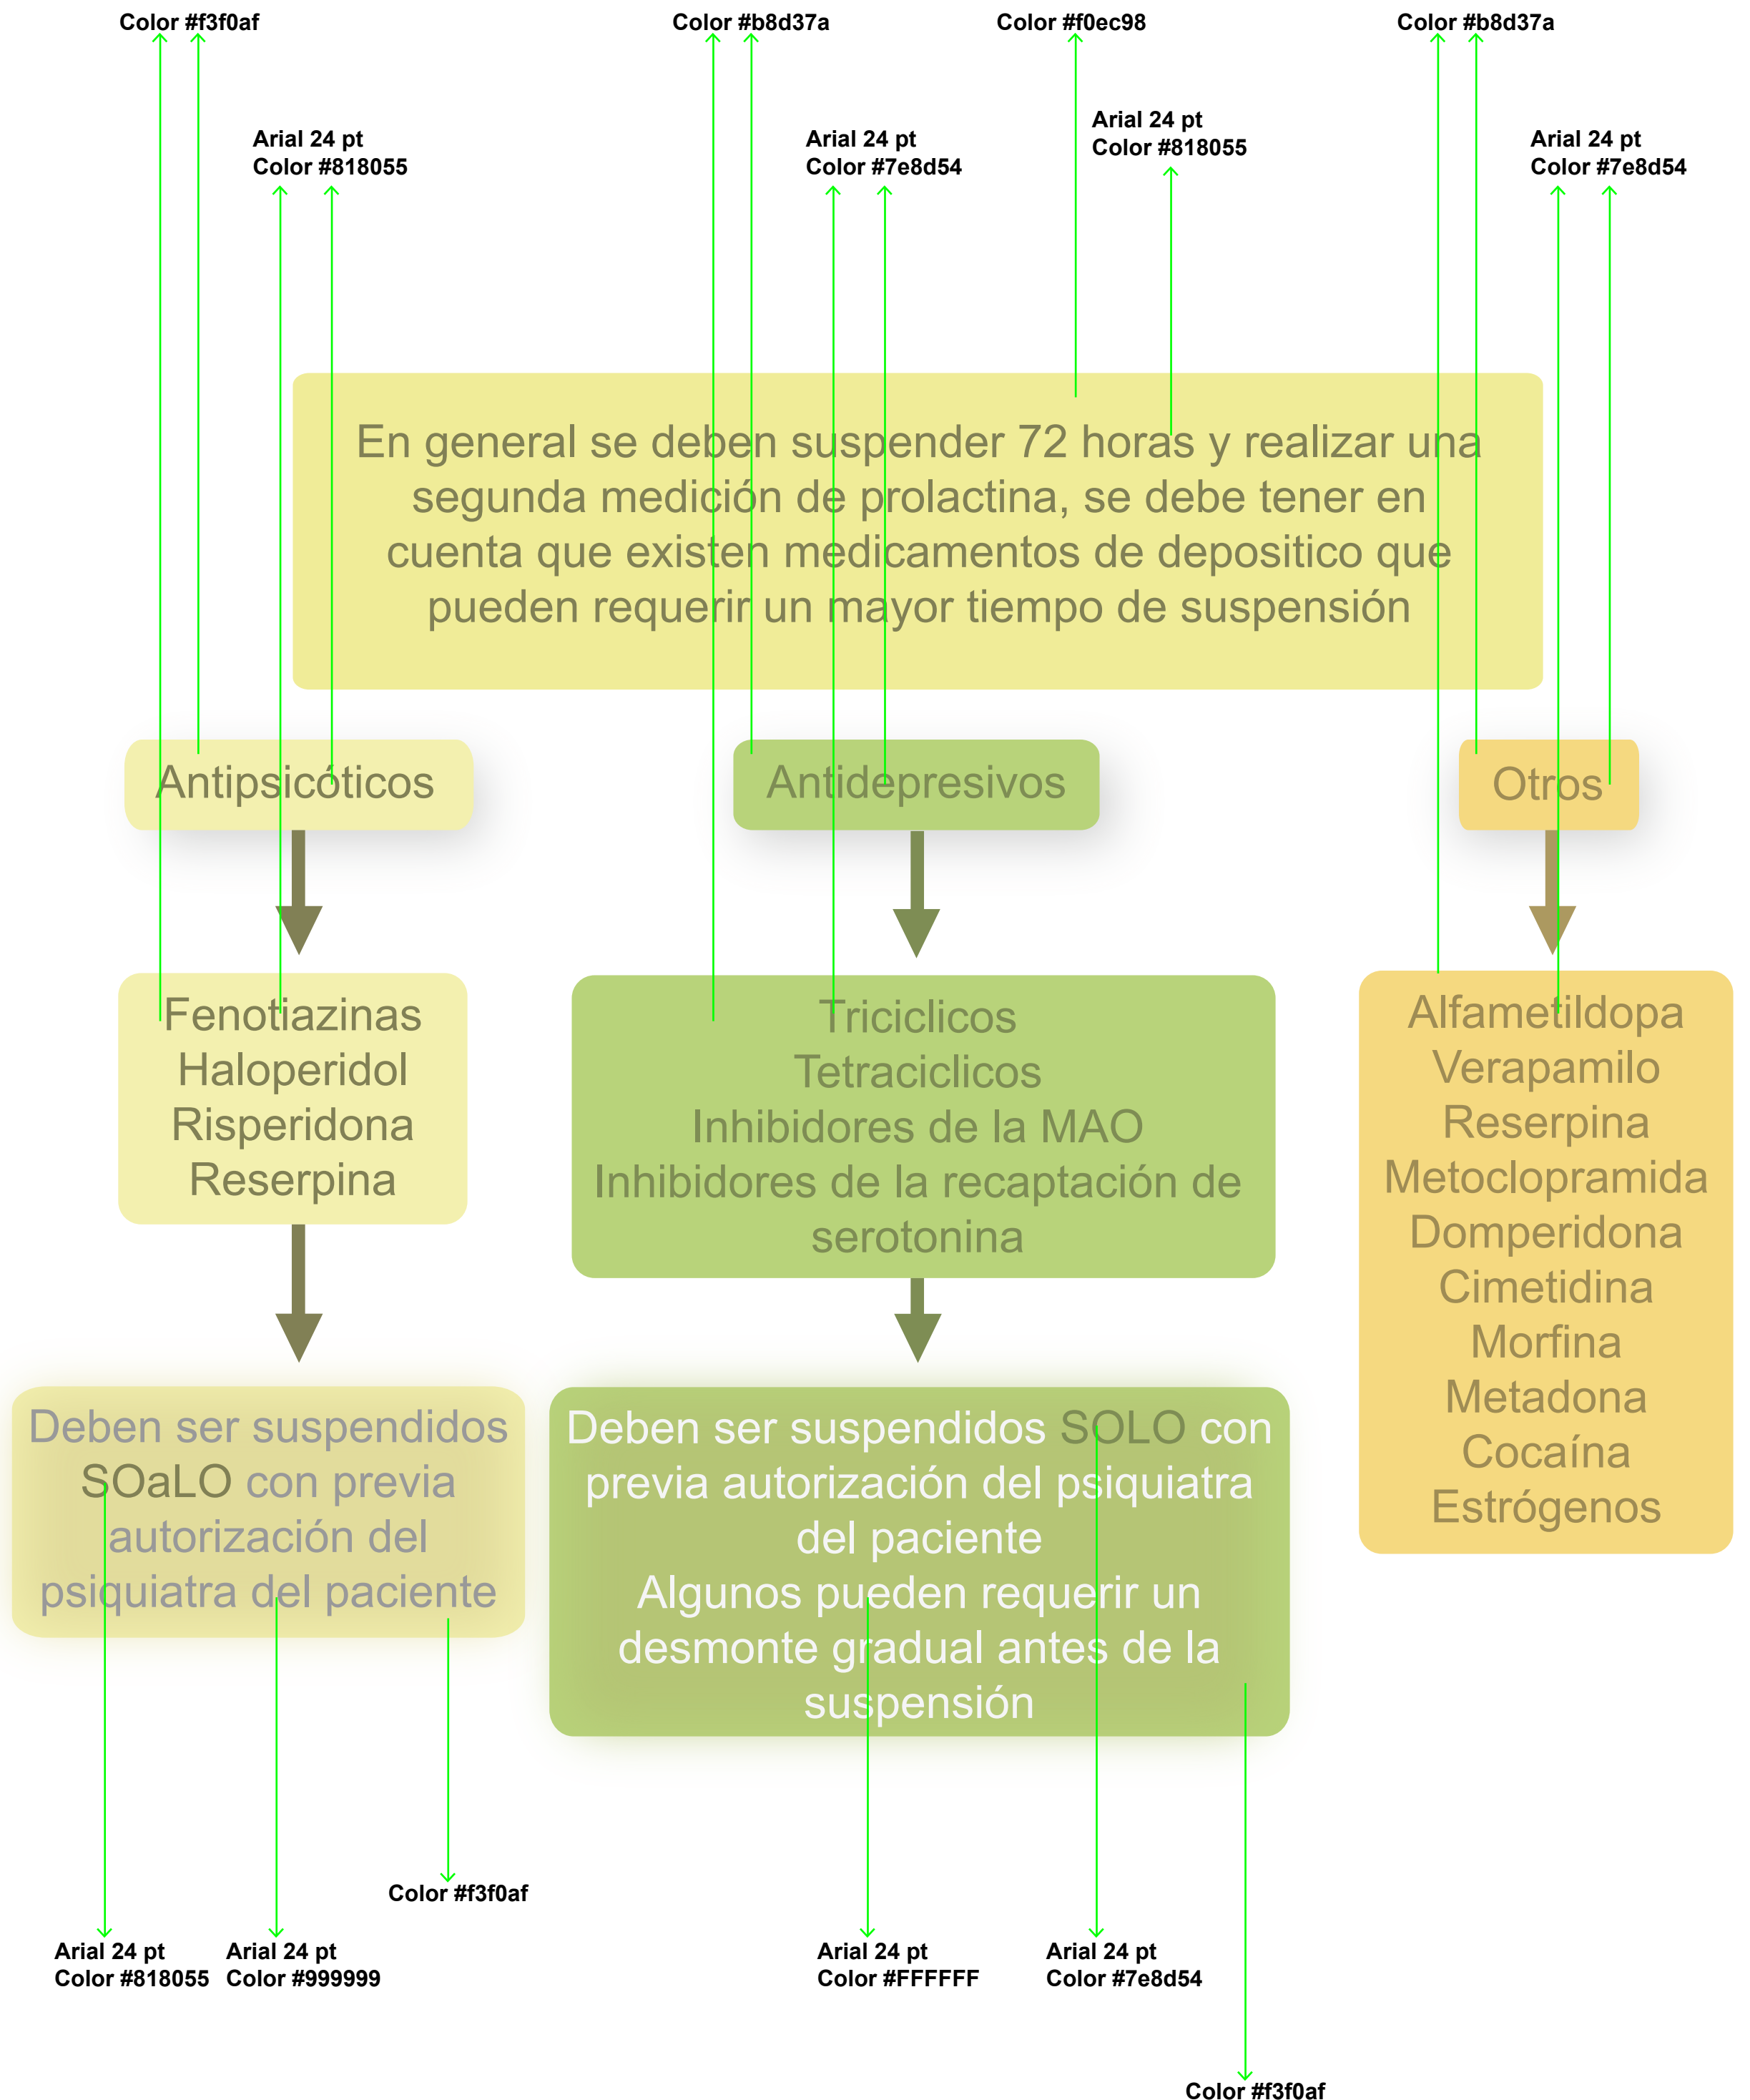 Color #f3f0af
Color #b8d37a
Color #f0ec98
Color #b8d37a
Arial 24 pt
Color #818055
Arial 24 pt
Color #7e8d54
Arial 24 pt
Color #818055
Arial 24 pt
Color #7e8d54
En general se deben suspender 72 horas y realizar una
segunda medición de prolactina, se debe tener en
cuenta que existen medicamentos de depositico que
pueden requerir un mayor tiempo de suspensión
Antipsicóticos
Antidepresivos
Otros
Fenotiazinas
Haloperidol
Risperidona
Reserpina
Triciclicos
Tetraciclicos
Inhibidores de la MAO
Inhibidores de la recaptación de
serotonina
Alfametildopa
Verapamilo
Reserpina
Metoclopramida
Domperidona
Cimetidina
Morfina
Metadona
Cocaína
Estrógenos
Deben ser suspendidos
SOaLO con previa
autorización del
psiquiatra del paciente
Deben ser suspendidos SOLO con
previa autorización del psiquiatra
del paciente
Algunos pueden requerir un
desmonte gradual antes de la
suspensión
Color #f3f0af
Arial 24 pt
Color #818055
Arial 24 pt
Color #999999
Arial 24 pt
Color #FFFFFF
Arial 24 pt
Color #7e8d54
Color #f3f0af